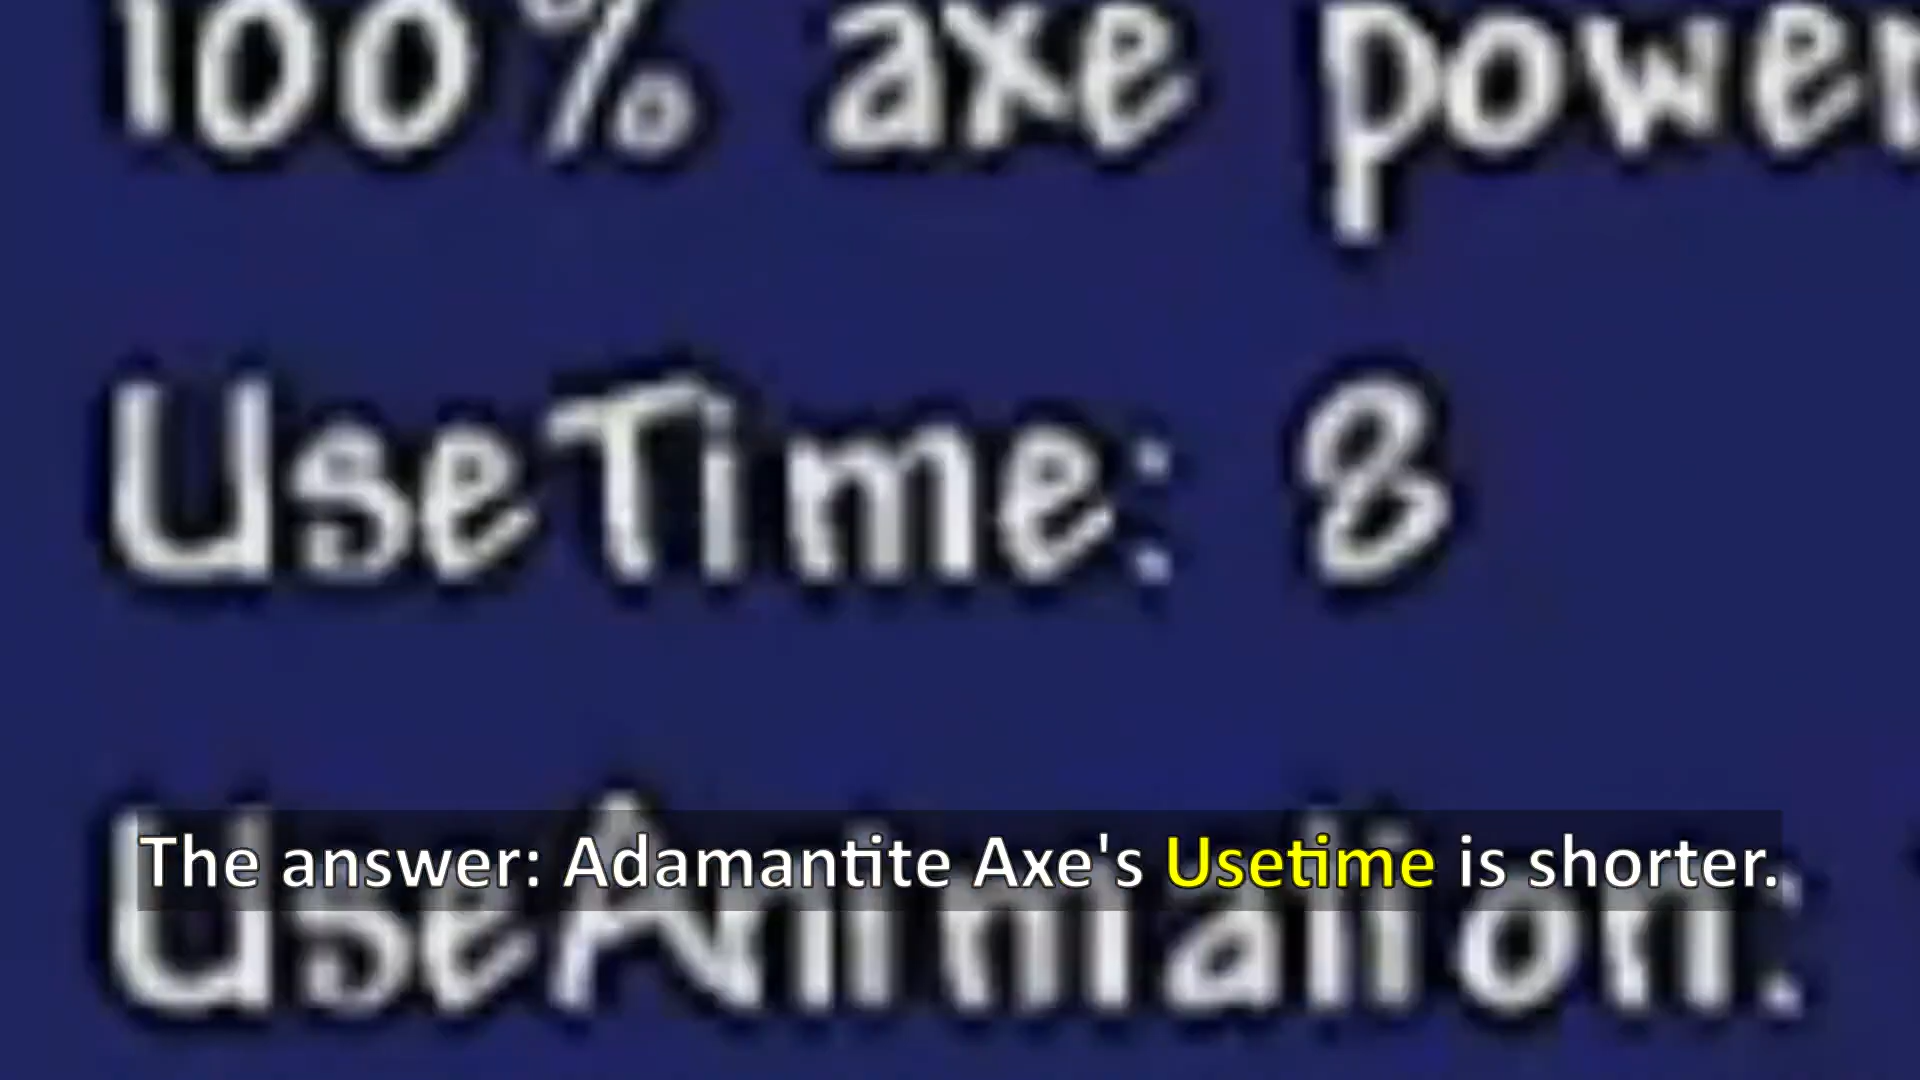 100% axe power
UseTime: 8
The answer: Adamantite Axe's Usetime is shorter.
UseAnimation: